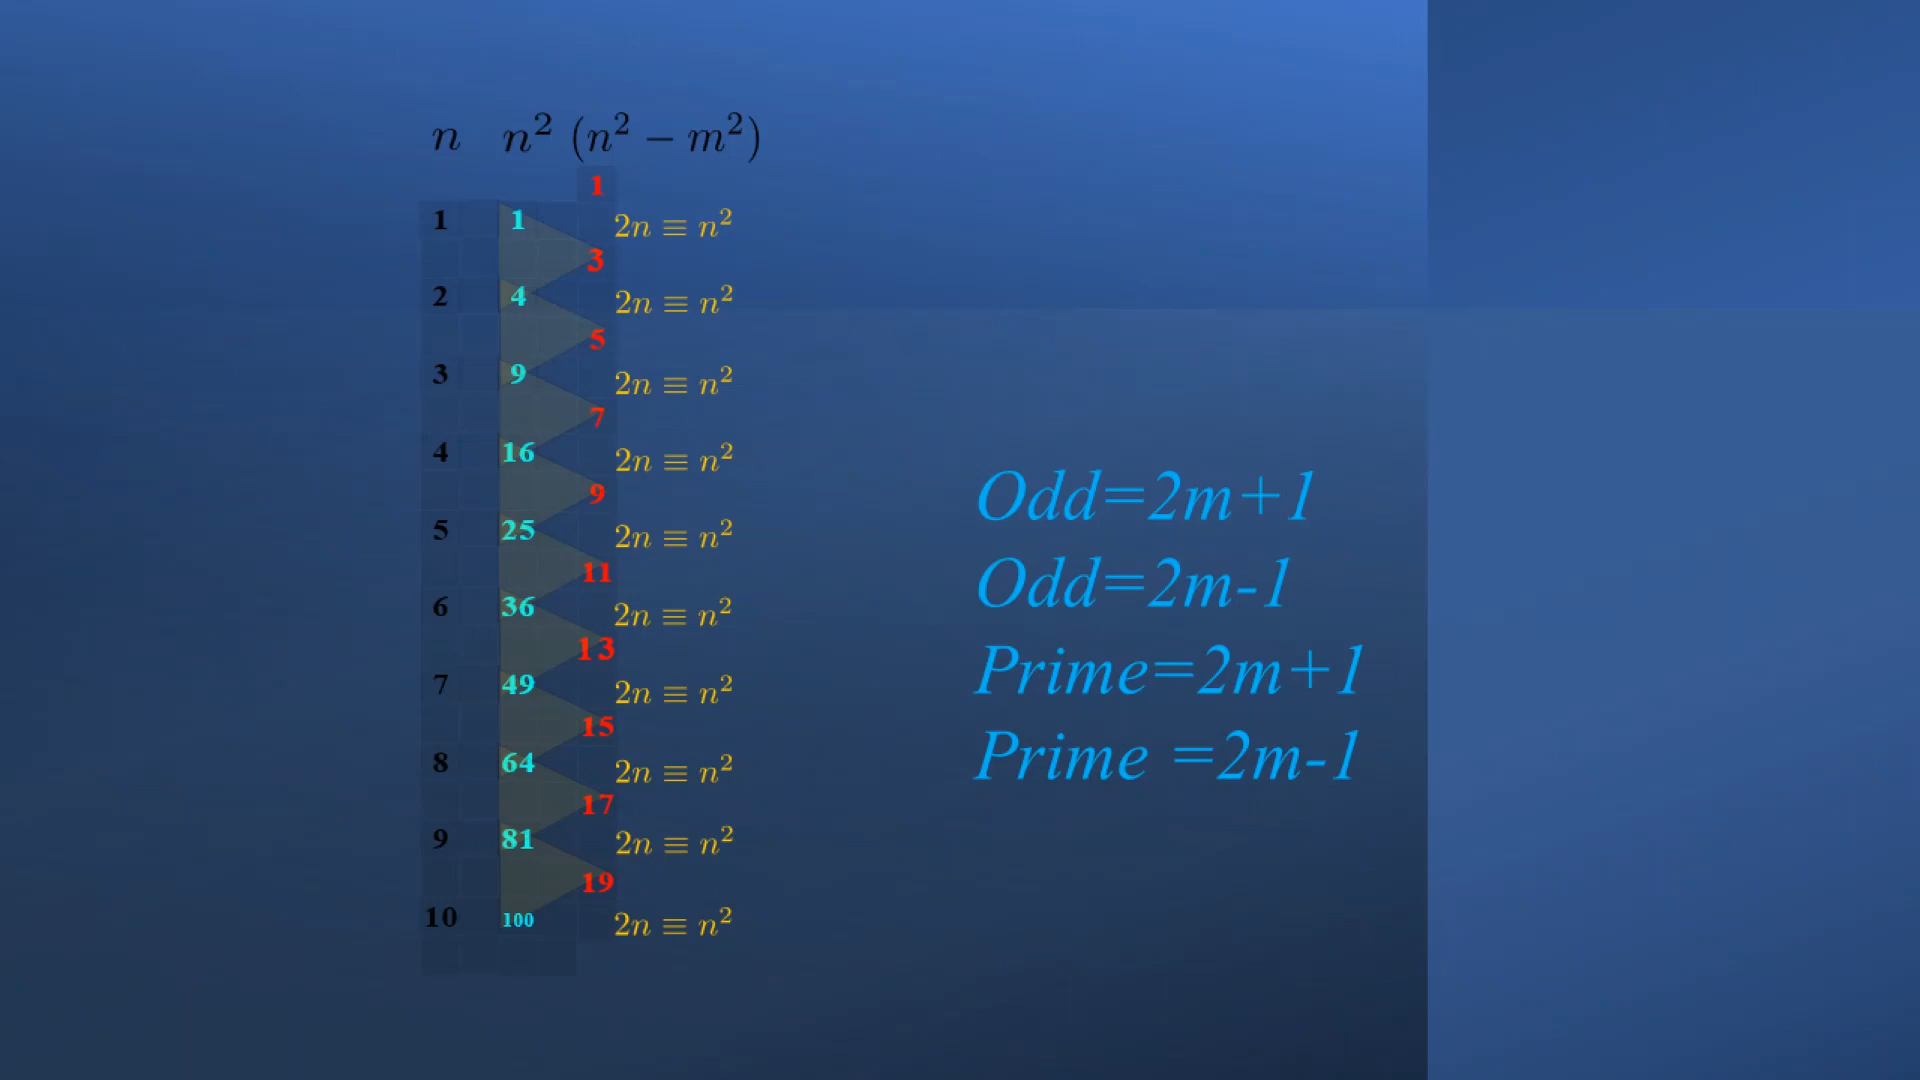 n n² (n² − m²)
1
1 1 2n ≡ n²
3
2 4 2n ≡ n²
5
3 9 2n ≡ n²
7
4 16 2n ≡ n²
9
5 25 2n ≡ n²
11
6 36 2n ≡ n²
13
7 49 2n ≡ n²
15
8 64 2n ≡ n²
17
9 81 2n ≡ n²
19
10 100 2n ≡ n²
Odd=2m+1
Odd=2m-1
Prime=2m+1
Prime =2m-1